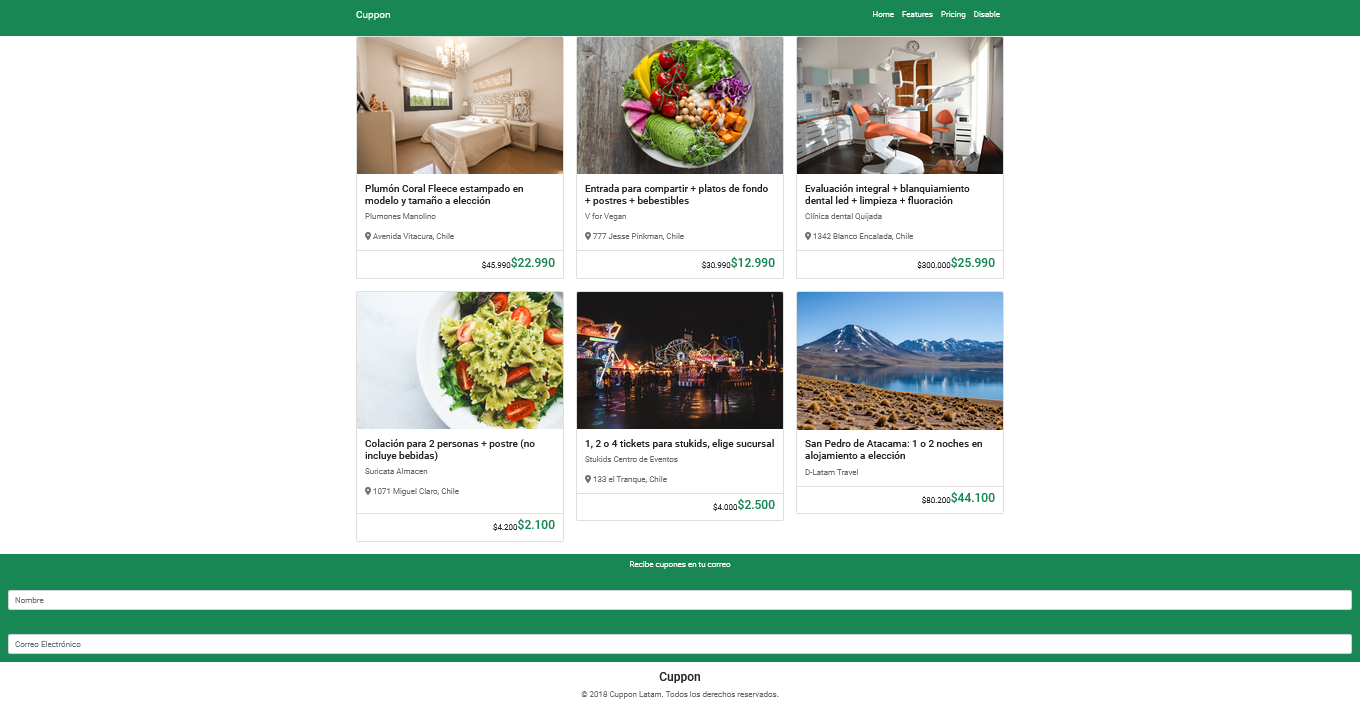 Cuppon
Home Features Pricing Disable
Plumón Coral Fleece estampado en
modelo y tamaño a elección
Plumones Manolino
Avenida Vitacura, Chile
$45.990$22.990
Entrada para compartir + platos de fondo
+ postres + bebestibles
V for Vegan
777 Jesse Pinkman, Chile
$30.990$12.990
Evaluación integral + blanquiamiento
dental led + limpieza + fluoración
Clínica dental Quijada
1342 Blanco Encalada, Chile
$300.000$25.990
Colación para 2 personas + postre (no
incluye bebidas)
Suricata Almacen
1071 Miguel Claro, Chile
$4.200$2.100
1, 2 o 4 tickets para stukids, elige sucursal
Stukids Centro de Eventos
133 el Tranque, Chile
$4.000$2.500
San Pedro de Atacama: 1 o 2 noches en
alojamiento a elección
D-Latam Travel
$80.200$44.100
Recibe cupones en tu correo
Nombre
Correo Electrónico
Cuppon
© 2018 Cuppon Latam. Todos los derechos reservados.